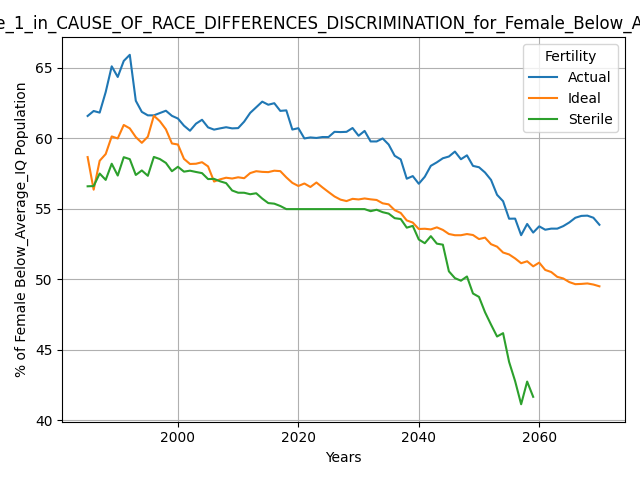 e_1_in_CAUSE_OF_RACE_DIFFERENCES_DISCRIMINATION_for_Female_Below_A
Fertility
Actual
Ideal
Sterile
% of Female Below_Average_IQ Population
65
60
55
50
45
40
2000
2020
2040
2060
Years